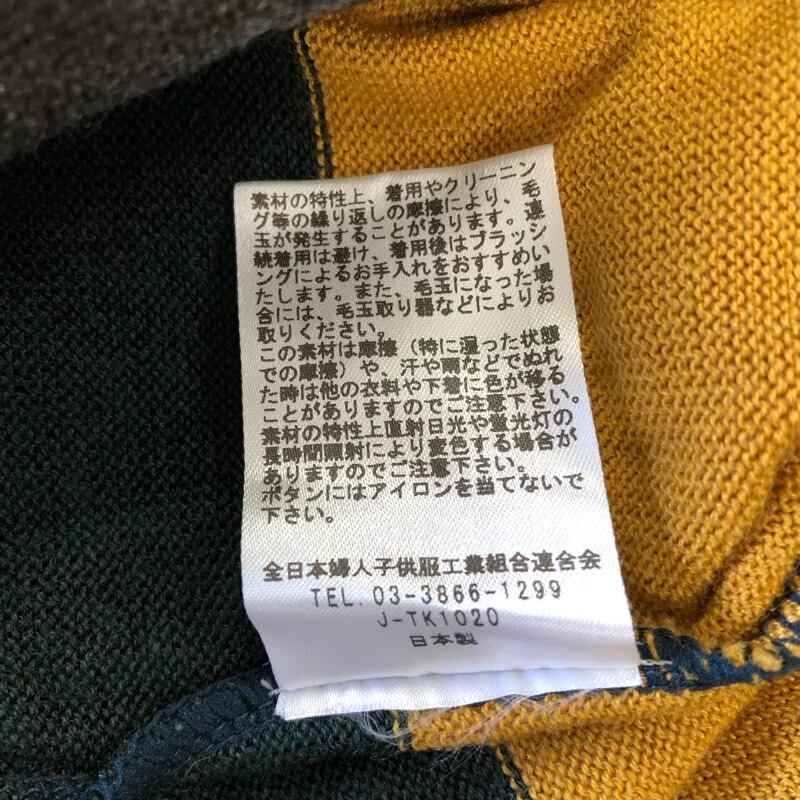 素材の特性上、着用やクリーニン
グ等の繰り返しの摩擦により、毛
玉が発生することがあります。連
続着用は避け、着用後はブラッシ
ングによるお手入れをおすすめい
たします。また、毛玉になった場
合には、毛玉取り器などによりお
取りください。
この素材は摩擦（特に湿った状態
での摩擦）や、汗や雨などでぬれ
た時は他の衣料や下着に色が移る
ことがありますのでご注意下さい。
素材の特性上直射日光や蛍光灯の
長時間照射により変色する場合が
ありますのでご注意下さい。
ボタンにはアイロンを当てないで
下さい。
全日本婦人子供服工業組合連合会
TEL. 03-3866-1299
J-TK1020
日本製